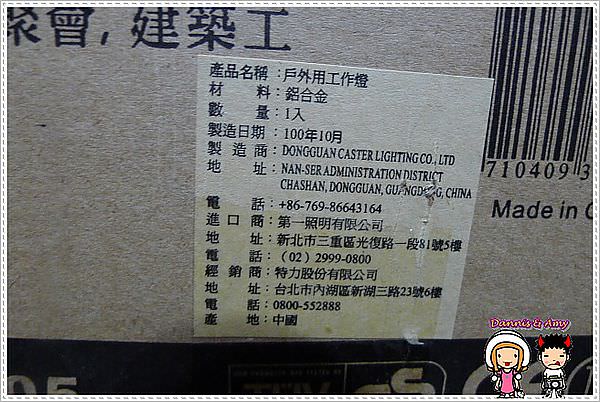 聚會, 建築工
產品名稱：戶外用工作燈
材　　料：鋁合金
數　　量：1入
製造日期：100年10月
製 造 商：DONGGUAN CASTER LIGHTING CO., LTD
地　　址：NAN-SER ADMINISTRATION DISTRICT
CHASHAN, DONGGUAN, GUANGDONG, CHINA
電　　話：+86-769-86643164
進 口 商：第一照明有限公司
地　　址：新北市三重區光復路一段81號5樓
電　　話：（02）2999-0800
經 銷 商：特力股份有限公司
地　　址：台北市內湖區新湖三路23號6樓
電　　話：0800-552888
產　　地：中國
710409 3
Made in C
05
Dannis & Amy